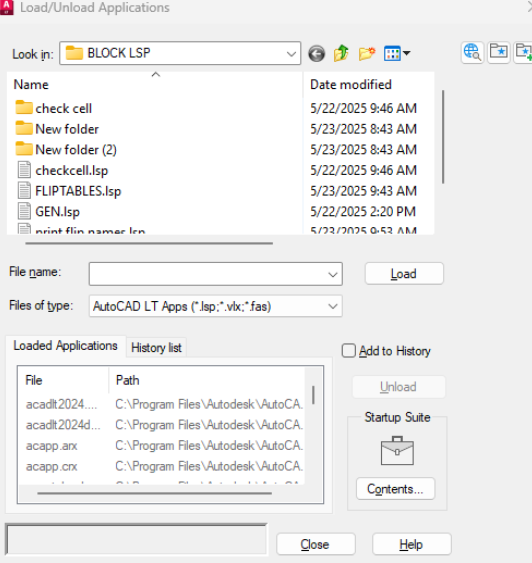 Load/Unload Applications
Look in: BLOCK LSP
Name Date modified
check cell 5/22/2025 9:46 AM
New folder 5/23/2025 8:43 AM
New folder (2) 5/23/2025 8:43 AM
checkcell.lsp 5/22/2025 9:46 AM
FLIPTABLES.lsp 5/23/2025 9:43 AM
GEN.lsp 5/22/2025 2:20 PM
print flip names.lsp 5/23/2025 9:53 AM
File name: Load
Files of type: AutoCAD LT Apps (*.lsp;*.vlx;*.fas)
Loaded Applications History list
Add to History
File Path
Unload
acadlt2024.... C:\Program Files\Autodesk\AutoCA.
acadlt2024d... C:\Program Files\Autodesk\AutoCA.
Startup Suite
acapp.arx C:\Program Files\Autodesk\AutoCA.
acapp.crx C:\Program Files\Autodesk\AutoCA.
Contents...
Close Help